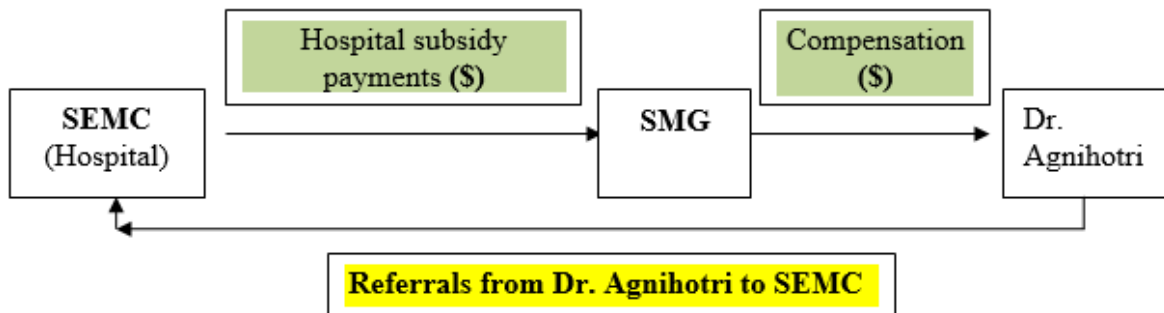 Hospital subsidy
payments ($)
Compensation
($)
SEMC
(Hospital)
SMG
Dr.
Agnihotri
Referrals from Dr. Agnihotri to SEMC